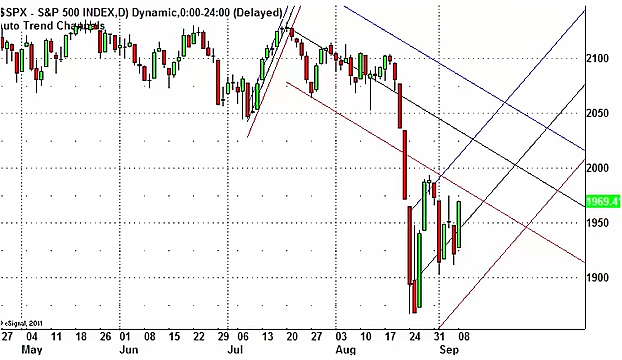 $SPX - S&P 500 INDEX,D) Dynamic,0:00-24:00 (Delayed)
uto Trend Channels
2100
2050
2000
1969.4
1950
1900
© eSignal, 2011
27 04 11 18 26 01 08 15 22 29 06 13 20 27 03 10 17 24 31 08
May Jun Jul Aug Sep